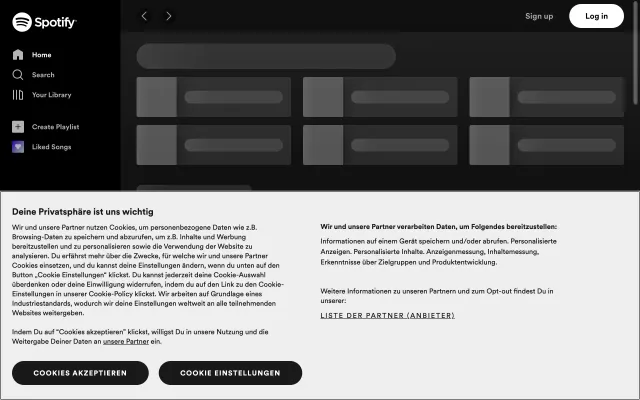 Spotify
Sign up
Log in
Home
Search
Your Library
Create Playlist
Liked Songs
Deine Privatsphäre ist uns wichtig
Wir und unsere Partner nutzen Cookies, um personenbezogene Daten wie z.B.
Browsing-Daten zu speichern und abzurufen, um z.B. Inhalte und Werbung
bereitzustellen und zu personalisieren sowie die Verwendung der Website zu
analysieren. Du erfährst mehr über die Zwecke, für welche wir und unsere Partner
Cookies einsetzen, und du kannst deine Einstellungen ändern, wenn du unten auf den
Button „Cookie Einstellungen“ klickst. Du kannst jederzeit deine Cookie-Auswahl
überdenken oder deine Einwilligung widerrufen, indem du auf den Link zu den Cookie-
Einstellungen in unserer Cookie-Policy klickst. Wir arbeiten auf Grundlage eines
Industriestandards, wodurch wir deine Einstellungen weltweit an alle teilnehmenden
Websites weitergeben.
Indem Du auf “Cookies akzeptieren” klickst, willigst Du in unsere Nutzung und die
Weitergabe Deiner Daten an unsere Partner ein.
Wir und unsere Partner verarbeiten Daten, um Folgendes bereitzustellen:
Informationen auf einem Gerät speichern und/oder abrufen. Personalisierte
Anzeigen. Personalisierte Inhalte. Anzeigenmessung, Inhaltemessung,
Erkenntnisse über Zielgruppen und Produktentwicklung.
Weitere Informationen zu unseren Partnern und zum Opt-out findest Du in
unserer:
LISTE DER PARTNER (ANBIETER)
COOKIES AKZEPTIEREN
COOKIE EINSTELLUNGEN